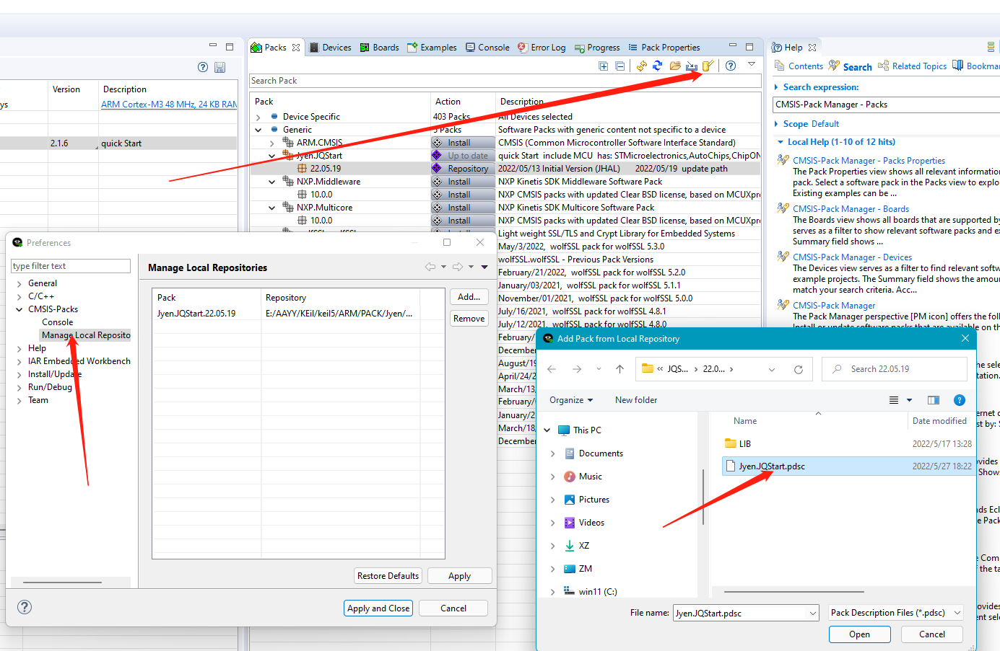 Packs
Devices
Boards
Examples
Console
Error Log
Progress
Pack Properties
Help
Contents
Search
Related Topics
Bookmar
Search Pack
Search expression:
CMSIS-Pack Manager - Packs
Scope Default
Local Help (1-10 of 12 hits)
CMSIS-Pack Manager - Packs Properties
The Pack Properties view shows all relevant information
pack. Select a software pack in the Packs view to explo
Existing examples can be ...
CMSIS-Pack Manager - Boards
The Boards view shows all boards that are supported by
serves as a filter to show relevant software packs and e
Summary field shows ...
CMSIS-Pack Manager - Devices
The Devices view serves as a filter to find relevant softw
example projects. The Summary field shows the amou
match your search criteria. Acc...
CMSIS-Pack Manager
The Pack Manager perspective [PM icon] offers the foll
Install or update software packs that are available on th
Version
Description
ys
ARM Cortex-M3 48 MHz, 24 KB RAM
2.1.6
quick Start
Pack
Action
Description
Device Specific
403 Packs
All Devices selected
Generic
5 Packs
Software Packs with generic content not specific to a device
ARM.CMSIS
Install
CMSIS (Common Microcontroller Software Interface Standard)
Jyen.JQStart
Up to date
quick Start include MCU has: STMicroelectronics,AutoChips,ChipON
22.05.19
Repository
2022/05/13 Initial Version (JHAL) 2022/05/19 update path
NXP.Middleware
Install
NXP Kinetis SDK Middleware Software Pack
10.0.0
Install
NXP CMSIS packs with updated Clear BSD license, based on MCUXpr
NXP.Multicore
Install
NXP Kinetis SDK Multicore Software Pack
10.0.0
Install
NXP CMSIS packs with updated Clear BSD license, based on MCUXpr
Light weight SSL/TLS and Crypt Library for Embedded Systems
May/3/2022, wolfSSL pack for wolfSSL 5.3.0
wolfSSL.wolfSSL - Previous Pack Versions
February/21/2022, wolfSSL pack for wolfSSL 5.2.0
January/03/2021, wolfSSL pack for wolfSSL 5.1.1
November/01/2021, wolfSSL pack for wolfSSL 5.0.0
July/16/2021, wolfSSL pack for wolfSSL 4.8.1
July/12/2021, wolfSSL pack for wolfSSL 4.8.0
February/
December
August/19
April/24/2
March/13,
February/
January/2
March/18,
December
Preferences
type filter text
General
C/C++
CMSIS-Packs
Console
Manage Local Reposito
Help
IAR Embedded Workbench
Install/Update
Run/Debug
Team
Manage Local Repositories
Pack
Repository
Jyen.JQStart.22.05.19
E:/AAYY/KEil/keil5/ARM/PACK/Jyen/...
Add...
Remove
Restore Defaults
Apply
Apply and Close
Cancel
Add Pack from Local Repository
« JQS... › 22.0... ›
Search 22.05.19
Organize
New folder
This PC
Documents
Music
Pictures
Videos
XZ
ZM
win11 (C:)
Name
Date modified
LIB
2022/5/17 13:28
Jyen.JQStart.pdsc
2022/5/27 18:22
File name:
Jyen.JQStart.pdsc
Pack Description Files (*.pdsc)
Open
Cancel